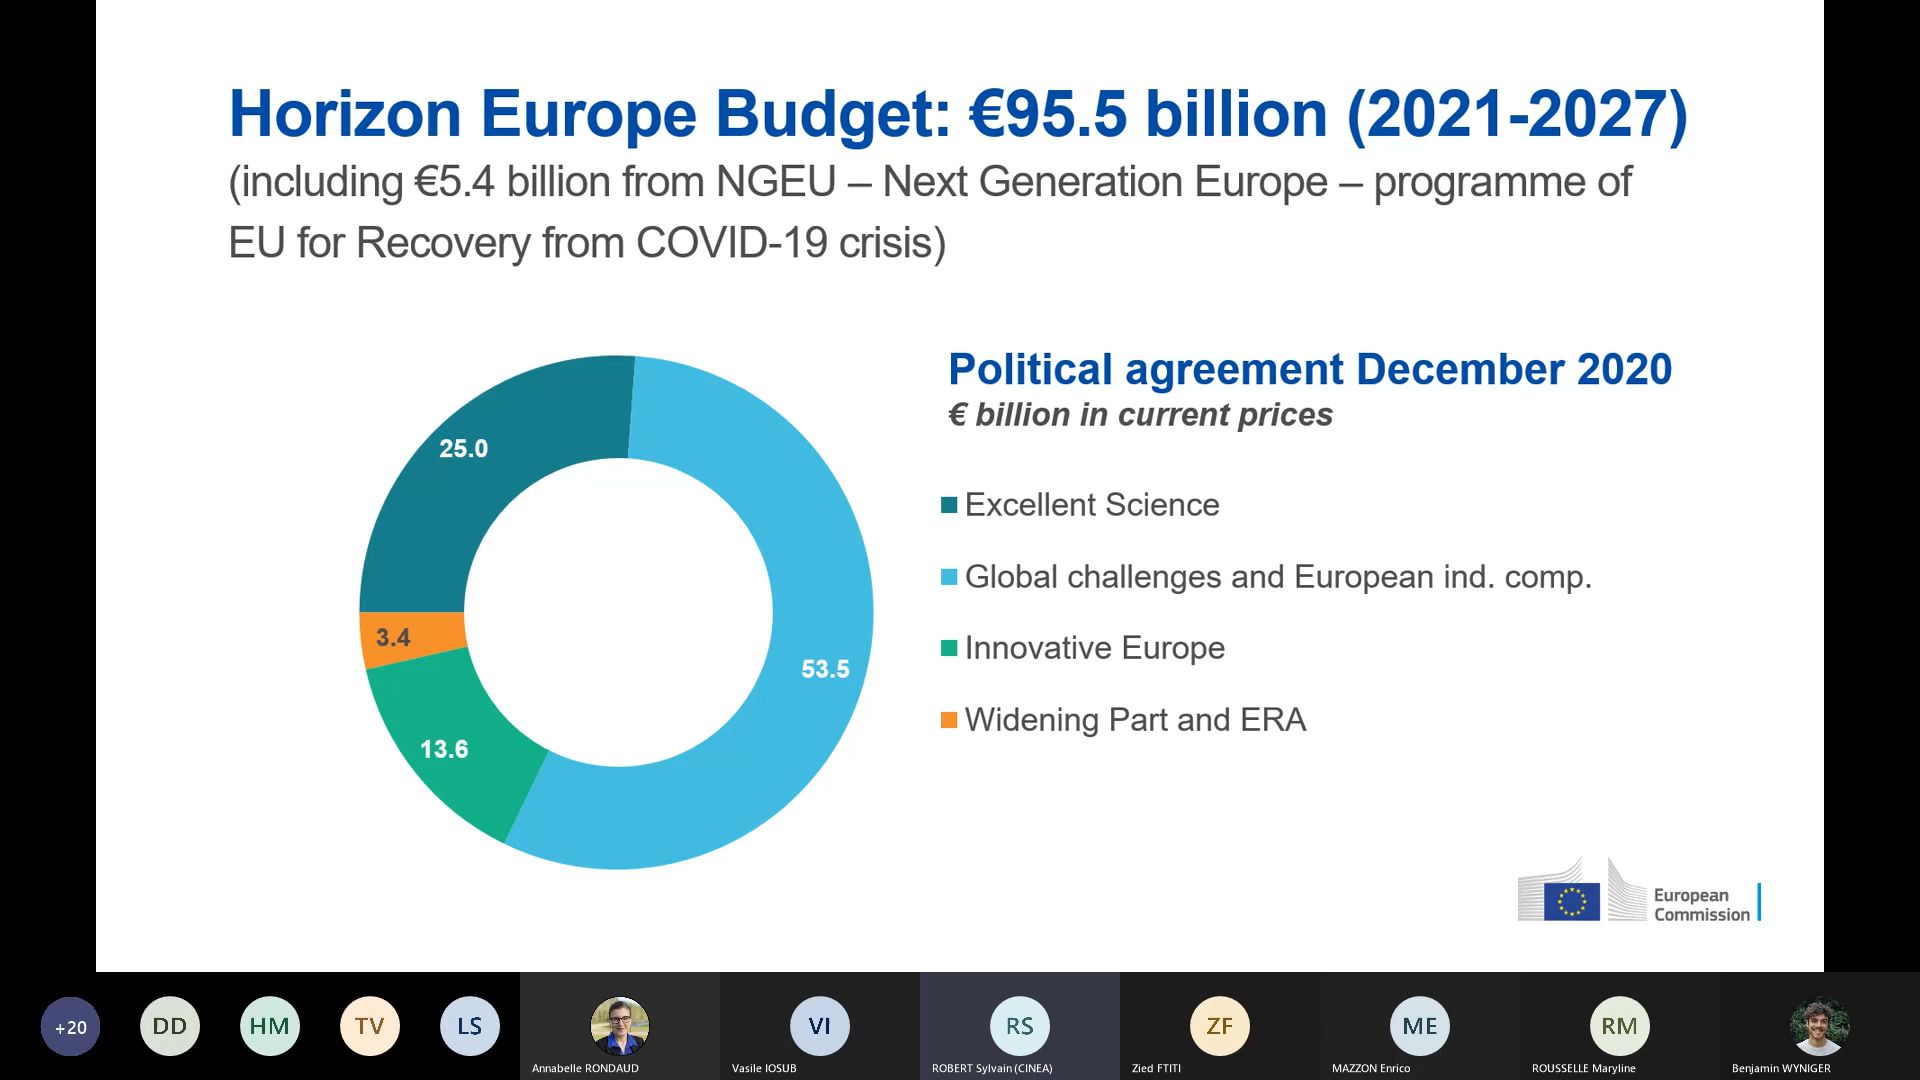 Horizon Europe Budget: €95.5 billion (2021-2027)
(including €5.4 billion from NGEU – Next Generation Europe – programme of
EU for Recovery from COVID-19 crisis)
Political agreement December 2020
€ billion in current prices
25.0
53.5
3.4
13.6
Excellent Science
Global challenges and European ind. comp.
Innovative Europe
Widening Part and ERA
European
Commission
+20
DD
HM
TV
LS
Annabelle RONDAUD
VI
Vasile IOSUB
RS
ROBERT Sylvain (CINEA)
ZF
Zied FTITI
ME
MAZZON Enrico
RM
ROUSSELLE Maryline
Benjamin WYNIGER